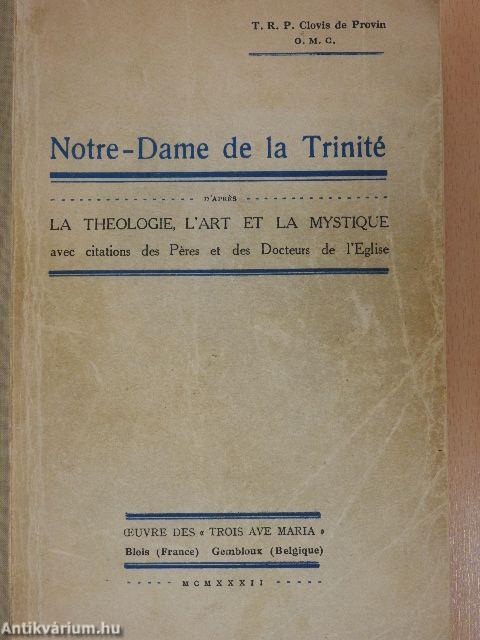 T. R. P. Clovis de Provin
O. M. C.
Notre-Dame de la Trinité
D'APRÈS
LA THEOLOGIE, L'ART ET LA MYSTIQUE
avec citations des Pères et des Docteurs de l'Eglise
ŒUVRE DES « TROIS AVE MARIA »
Blois (France) Gembloux (Belgique)
MCMXXXII
Antikvárium.hu